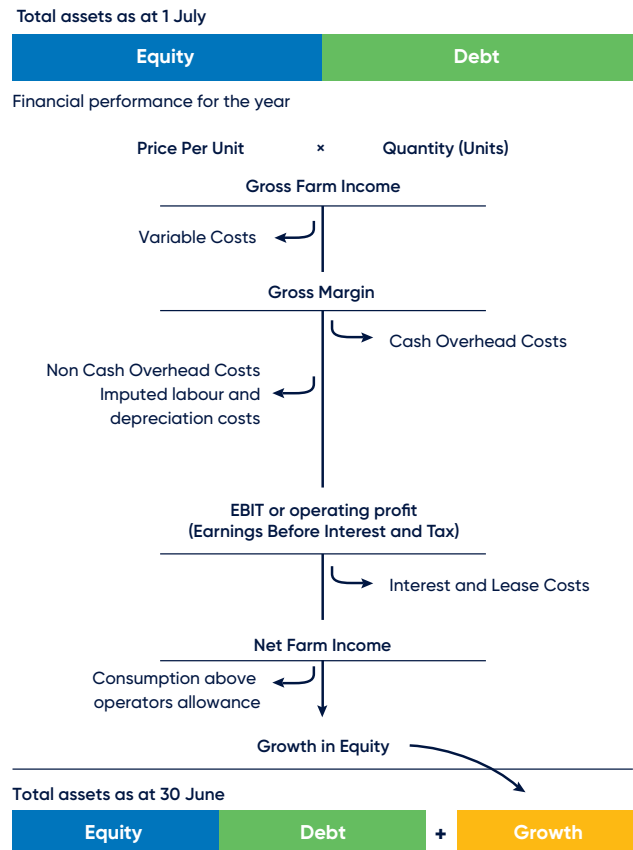 Total assets as at 1 July
Equity
Debt
Financial performance for the year
Price Per Unit × Quantity (Units)
Gross Farm Income
Variable Costs
Gross Margin
Cash Overhead Costs
Non Cash Overhead Costs
Imputed labour and
depreciation costs
EBIT or operating profit
(Earnings Before Interest and Tax)
Interest and Lease Costs
Net Farm Income
Consumption above
operators allowance
Growth in Equity
Total assets as at 30 June
Equity
Debt
+
Growth